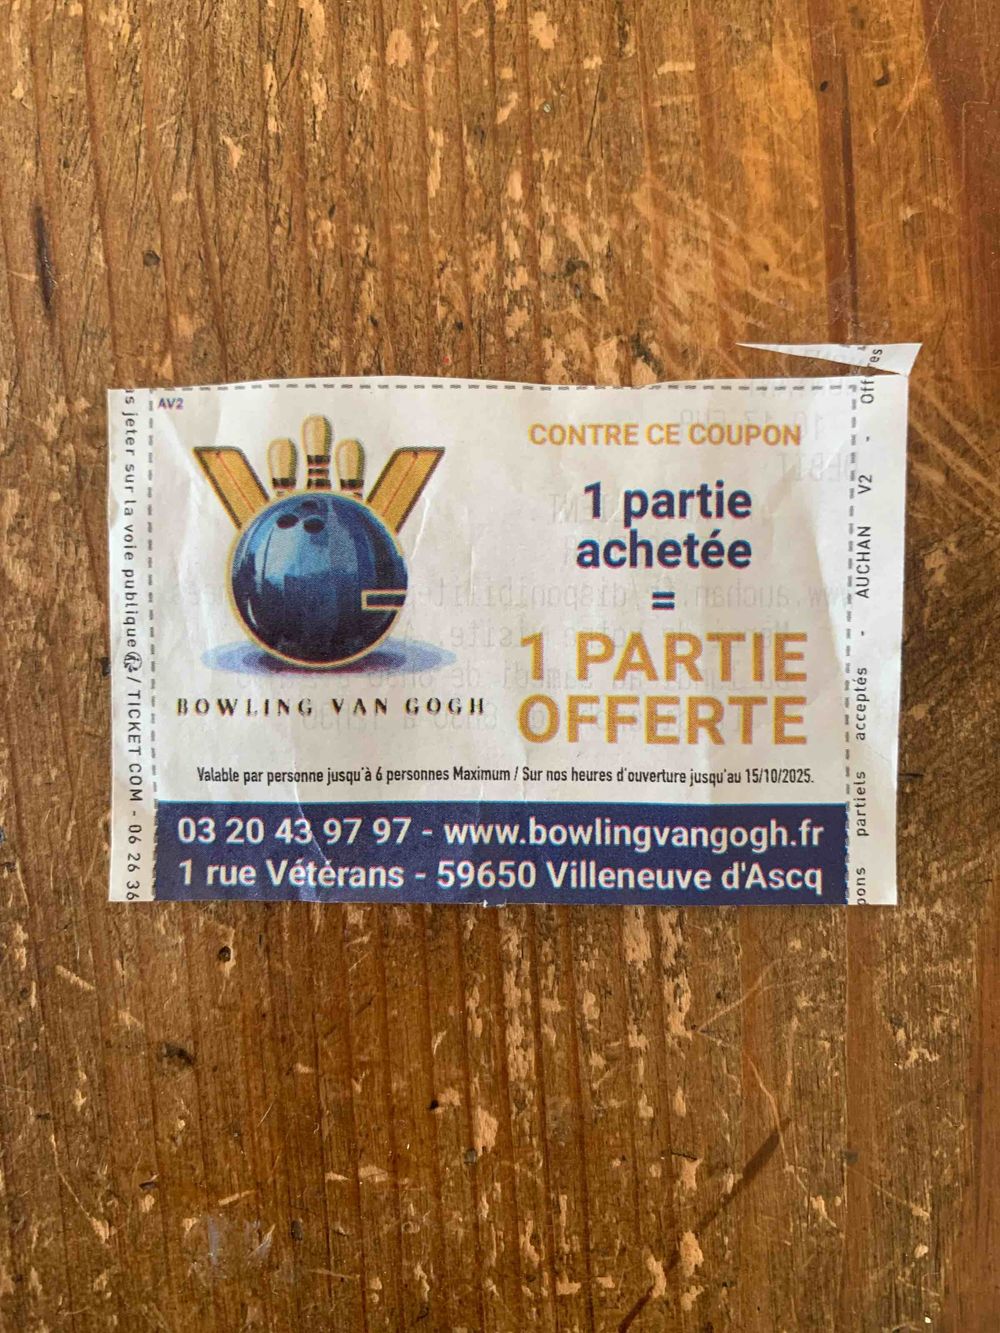 AV2
CONTRE CE COUPON
1 partie
achetée
=
1 PARTIE
OFFERTE
BOWLING VAN GOGH
Valable par personne jusqu'à 6 personnes Maximum / Sur nos heures d'ouverture jusqu'au 15/10/2025.
03 20 43 97 97 - www.bowlingvangogh.fr
1 rue Vétérans - 59650 Villeneuve d'Ascq
jeter sur la voie publique / TICKET COM - 06 26 36
partiels acceptés - AUCHAN V2 -